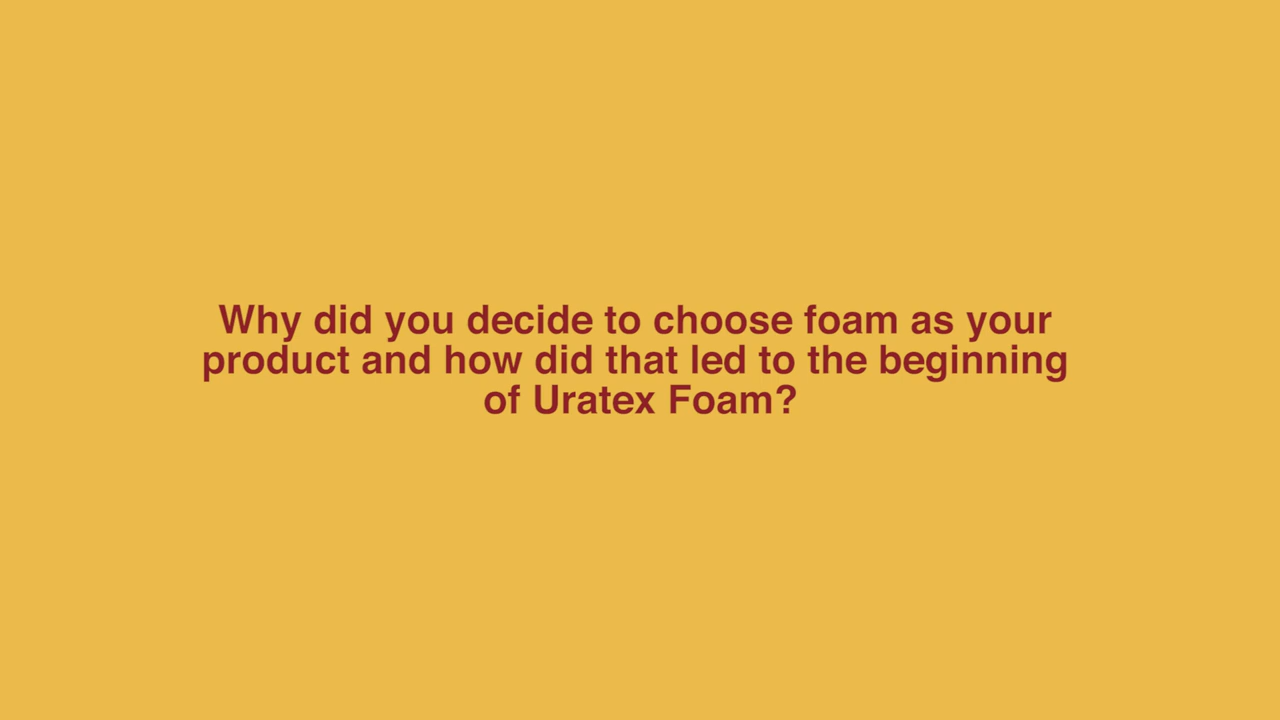 Why did you decide to choose foam as your
product and how did that led to the beginning
of Uratex Foam?